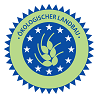 · ÖKOLOGISCHER LANDBAU ·